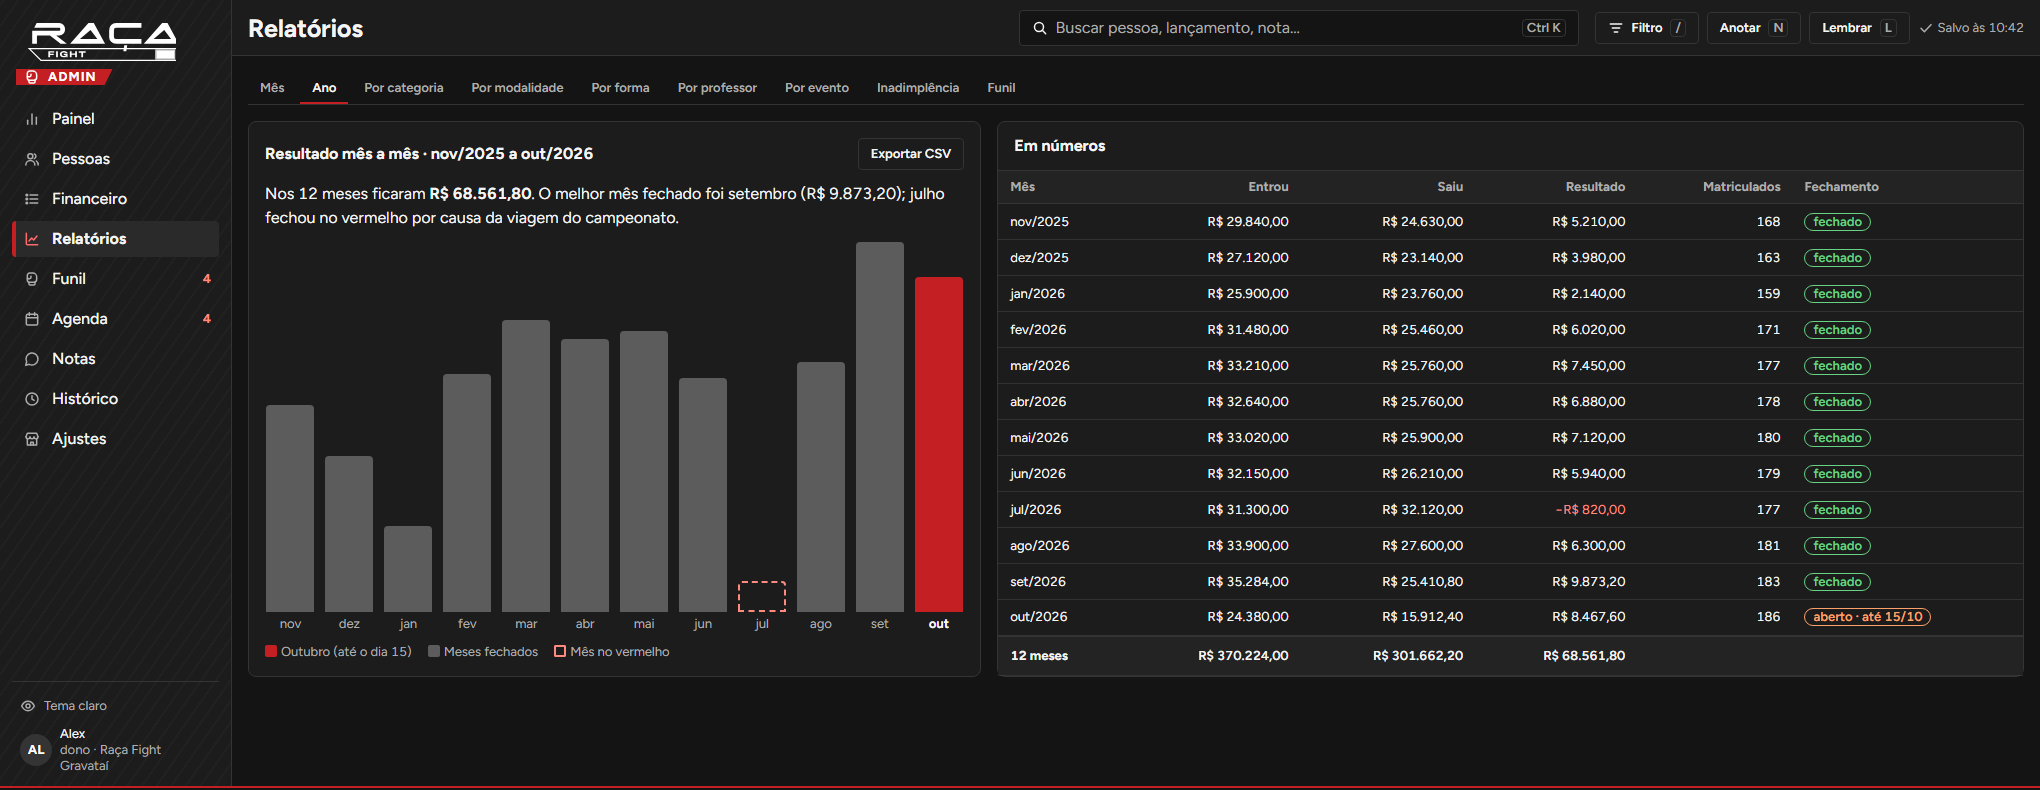 RAÇA
FIGHT
ADMIN
Painel
Pessoas
Financeiro
Relatórios
Funil 4
Agenda 4
Notas
Histórico
Ajustes
Tema claro
AL
Alex
dono · Raça Fight
Gravataí
Relatórios
Buscar pessoa, lançamento, nota... Ctrl K
Filtro /
Anotar N
Lembrar L
Salvo às 10:42
Mês Ano Por categoria Por modalidade Por forma Por professor Por evento Inadimplência Funil
Resultado mês a mês · nov/2025 a out/2026
Exportar CSV
Nos 12 meses ficaram R$ 68.561,80. O melhor mês fechado foi setembro (R$ 9.873,20); julho
fechou no vermelho por causa da viagem do campeonato.
nov dez jan fev mar abr mai jun jul ago set out
Outubro (até o dia 15) Meses fechados Mês no vermelho
Em números
Mês Entrou Saiu Resultado Matriculados Fechamento
nov/2025 R$ 29.840,00 R$ 24.630,00 R$ 5.210,00 168 fechado
dez/2025 R$ 27.120,00 R$ 23.140,00 R$ 3.980,00 163 fechado
jan/2026 R$ 25.900,00 R$ 23.760,00 R$ 2.140,00 159 fechado
fev/2026 R$ 31.480,00 R$ 25.460,00 R$ 6.020,00 171 fechado
mar/2026 R$ 33.210,00 R$ 25.760,00 R$ 7.450,00 177 fechado
abr/2026 R$ 32.640,00 R$ 25.760,00 R$ 6.880,00 178 fechado
mai/2026 R$ 33.020,00 R$ 25.900,00 R$ 7.120,00 180 fechado
jun/2026 R$ 32.150,00 R$ 26.210,00 R$ 5.940,00 179 fechado
jul/2026 R$ 31.300,00 R$ 32.120,00 −R$ 820,00 177 fechado
ago/2026 R$ 33.900,00 R$ 27.600,00 R$ 6.300,00 181 fechado
set/2026 R$ 35.284,00 R$ 25.410,80 R$ 9.873,20 183 fechado
out/2026 R$ 24.380,00 R$ 15.912,40 R$ 8.467,60 186 aberto · até 15/10
12 meses R$ 370.224,00 R$ 301.662,20 R$ 68.561,80